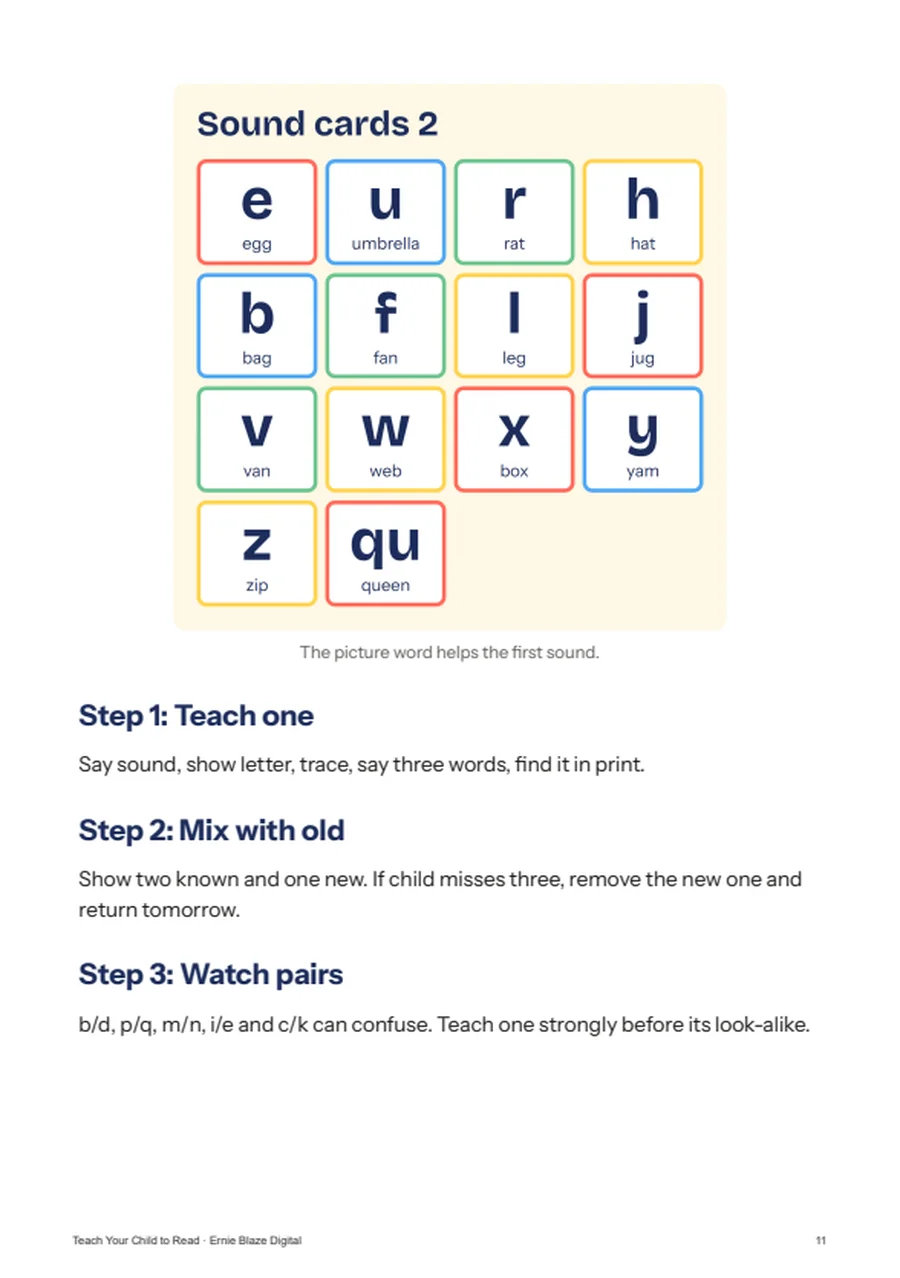 Sound cards 2
e u r h
egg umbrella rat hat
b f l j
bag fan leg jug
v w x y
van web box yam
z qu
zip queen
The picture word helps the first sound.
Step 1: Teach one
Say sound, show letter, trace, say three words, find it in print.
Step 2: Mix with old
Show two known and one new. If child misses three, remove the new one and
return tomorrow.
Step 3: Watch pairs
b/d, p/q, m/n, i/e and c/k can confuse. Teach one strongly before its look-alike.
Teach Your Child to Read · Ernie Blaze Digital 11